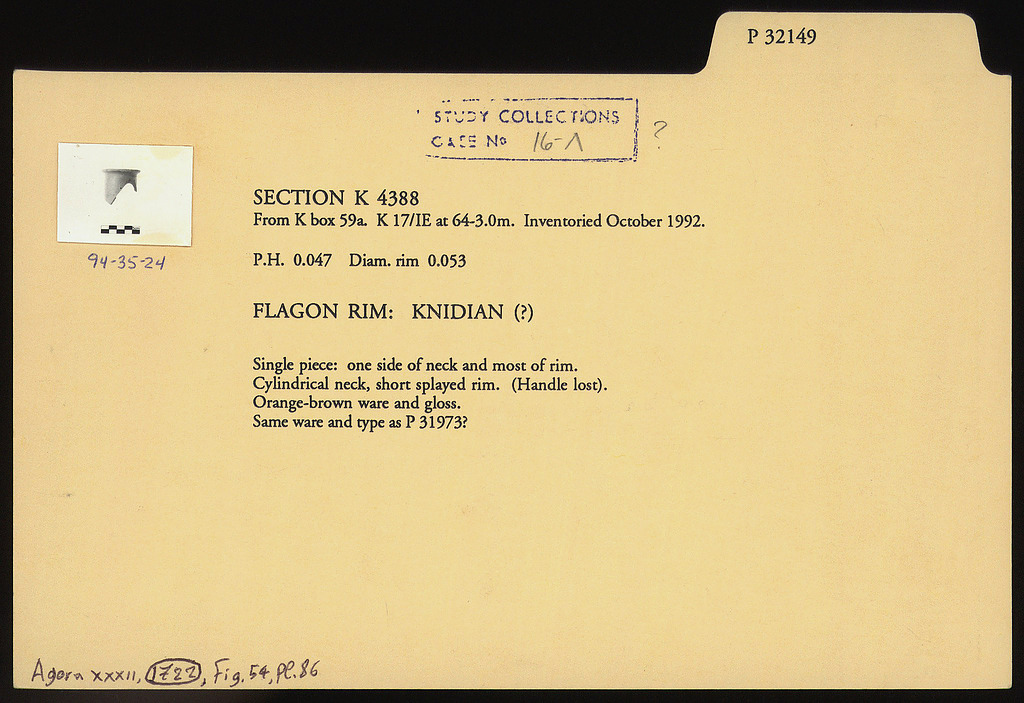 P 32149
STUDY COLLECTIONS
CASE No 16-Λ ?
94-35-24
SECTION K 4388
From K box 59a. K 17/IE at 64-3.0m. Inventoried October 1992.
P.H. 0.047 Diam. rim 0.053
FLAGON RIM: KNIDIAN (?)
Single piece: one side of neck and most of rim.
Cylindrical neck, short splayed rim. (Handle lost).
Orange-brown ware and gloss.
Same ware and type as P 31973?
Agora XXXII, 1722, Fig. 54, Pl. 86